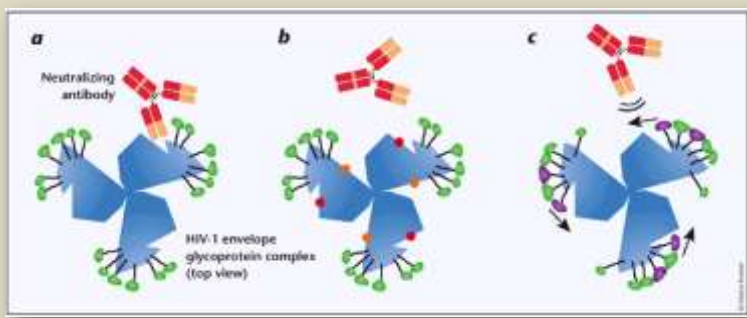 a
b
c
Neutralizing
antibody
HIV-1 envelope
glycoprotein complex
(top view)